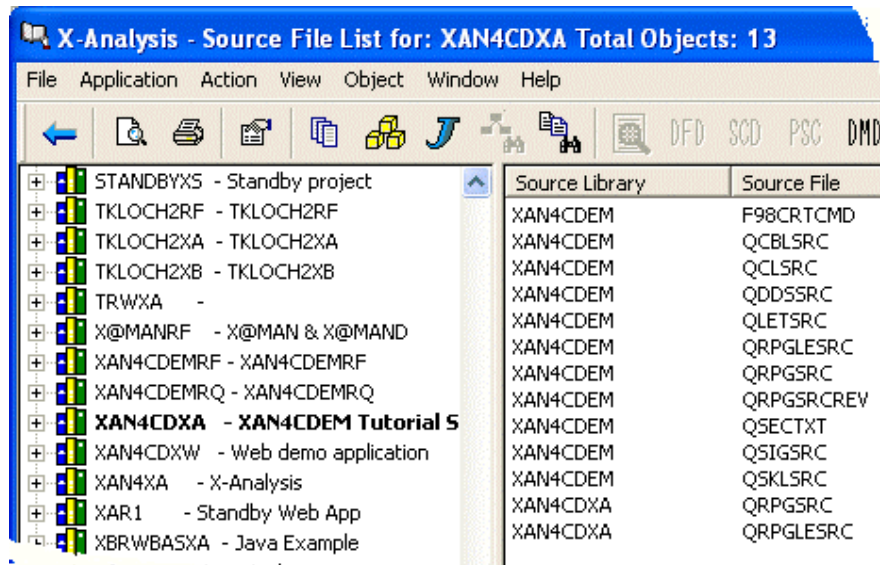 X-Analysis - Source File List for: XAN4CDXA Total Objects: 13
File Application Action View Object Window Help
J DFD SCD PSC DMD
STANDBYXS - Standby project
TKLOCH2RF - TKLOCH2RF
TKLOCH2XA - TKLOCH2XA
TKLOCH2XB - TKLOCH2XB
TRWXA -
X@MANRF - X@MAN & X@MAND
XAN4CDEMRF - XAN4CDEMRF
XAN4CDEMRQ - XAN4CDEMRQ
XAN4CDXA - XAN4CDEM Tutorial S
XAN4CDXW - Web demo application
XAN4XA - X-Analysis
XAR1 - Standby Web App
XBRWBASXA - Java Example
Source Library Source File
XAN4CDEM F98CRTCMD
XAN4CDEM QCBLSRC
XAN4CDEM QCLSRC
XAN4CDEM QDDSSRC
XAN4CDEM QLETSRC
XAN4CDEM QRPGLESRC
XAN4CDEM QRPGSRC
XAN4CDEM QRPGSRCREV
XAN4CDEM QSECTXT
XAN4CDEM QSIGSRC
XAN4CDEM QSKLSRC
XAN4CDXA QRPGSRC
XAN4CDXA QRPGLESRC